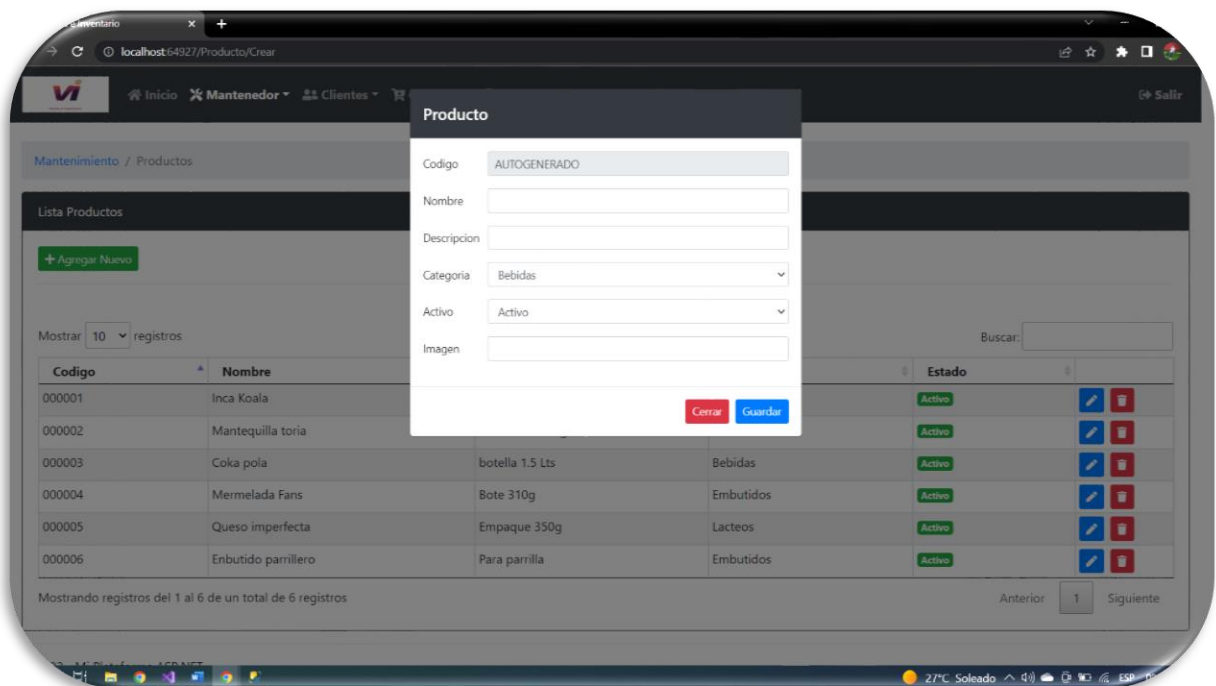 inventario
localhost:64927/Producto/Crear
Vi
Inicio Mantenedor Clientes Salir
Producto
Mantenimiento / Productos
Codigo AUTOGENERADO
Nombre
Lista Productos
Descripcion
+ Agregar Nuevo
Categoria Bebidas
Activo Activo
Mostrar 10 registros
Buscar:
Imagen
Codigo Nombre Estado
000001 Inca Koala Activo
Cerrar Guardar
000002 Mantequilla toria Activo
000003 Coka pola botella 1.5 Lts Bebidas Activo
000004 Mermelada Fans Bote 310g Embutidos Activo
000005 Queso imperfecta Empaque 350g Lacteos Activo
000006 Enbutido parrillero Para parrilla Embutidos Activo
Mostrando registros del 1 al 6 de un total de 6 registros
Anterior 1 Siguiente
27°C Soleado ESP